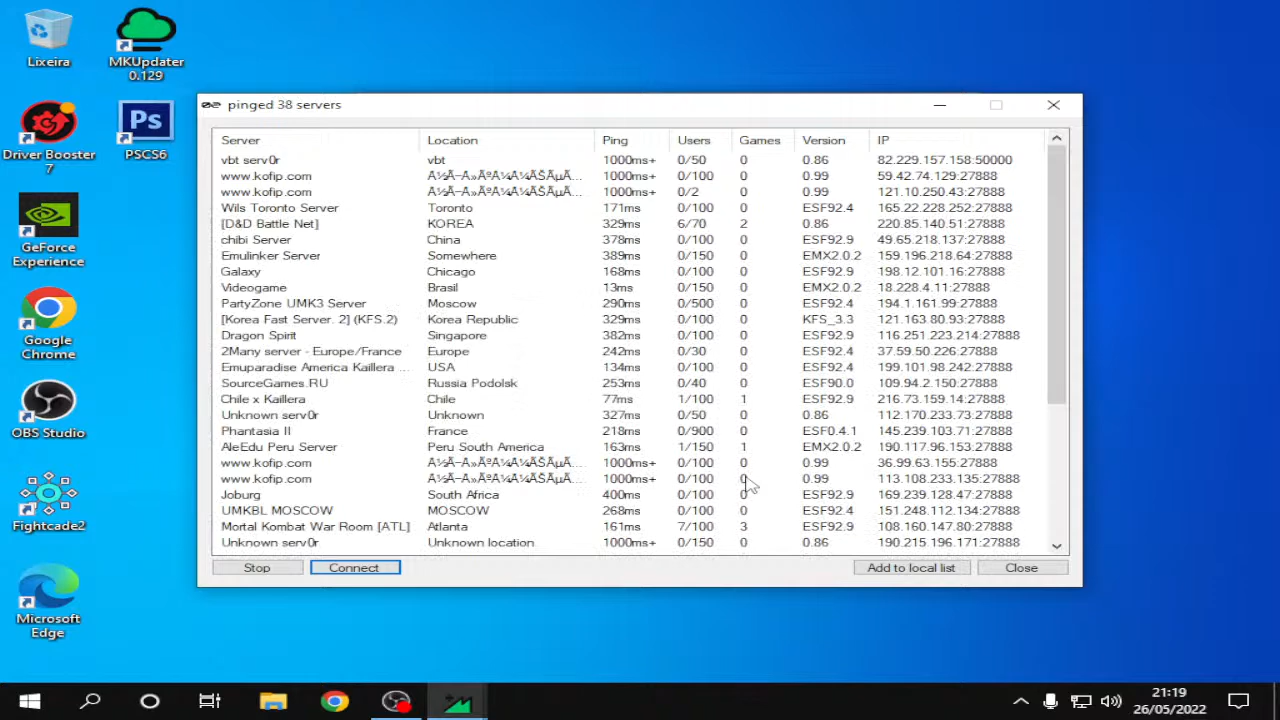 Lixeira
MKUpdater
0.129
Driver Booster
7
Ps
PSCS6
GeForce
Experience
Google
Chrome
OBS Studio
Fightcade2
Microsoft
Edge
pinged 38 servers
Server Location Ping Users Games Version IP
vbt serv0r vbt 1000ms+ 0/50 0 0.86 82.229.157.158:50000
www.kofip.com 1000ms+ 0/100 0 0.99 59.42.74.129:27888
www.kofip.com 1000ms+ 0/2 0 0.99 121.10.250.43:27888
Wils Toronto Server Toronto 171ms 0/100 0 ESF92.4 165.22.228.252:27888
[D&D Battle Net] KOREA 329ms 6/70 2 0.86 220.85.140.51:27888
chibi Server China 378ms 0/100 0 ESF92.9 49.65.218.137:27888
Emulinker Server Somewhere 389ms 0/150 0 EMX2.0.2 159.196.218.64:27888
Galaxy Chicago 168ms 0/100 0 ESF92.9 198.12.101.16:27888
Videogame Brasil 13ms 0/150 0 EMX2.0.2 18.228.4.11:27888
PartyZone UMK3 Server Moscow 290ms 0/500 0 ESF92.4 194.1.161.99:27888
[Korea Fast Server. 2] (KFS.2) Korea Republic 329ms 0/100 0 KFS_3.3 121.163.80.93:27888
Dragon Spirit Singapore 382ms 0/100 0 ESF92.9 116.251.223.214:27888
2Many server - Europe/France Europe 242ms 0/30 0 ESF92.4 37.59.50.226:27888
Emuparadise America Kaillera ... USA 134ms 0/100 0 ESF92.4 199.101.98.242:27888
SourceGames.RU Russia Podolsk 253ms 0/40 0 ESF90.0 109.94.2.150:27888
Chile x Kaillera Chile 77ms 1/100 1 ESF92.9 216.73.159.14:27888
Unknown serv0r Unknown 327ms 0/50 0 0.86 112.170.233.73:27888
Phantasia II France 218ms 0/900 0 ESF0.4.1 145.239.103.71:27888
AleEdu Peru Server Peru South America 163ms 1/150 1 EMX2.0.2 190.117.96.153:27888
www.kofip.com 1000ms+ 0/100 0 0.99 36.99.63.155:27888
www.kofip.com 1000ms+ 0/100 0 0.99 113.108.233.135:27888
Joburg South Africa 400ms 0/100 0 ESF92.9 169.239.128.47:27888
UMKBL MOSCOW MOSCOW 268ms 0/100 0 ESF92.4 151.248.112.134:27888
Mortal Kombat War Room [ATL] Atlanta 161ms 7/100 3 ESF92.9 108.160.147.80:27888
Unknown serv0r Unknown location 1000ms+ 0/150 0 0.86 190.215.196.171:27888
Stop Connect Add to local list Close
21:19
26/05/2022